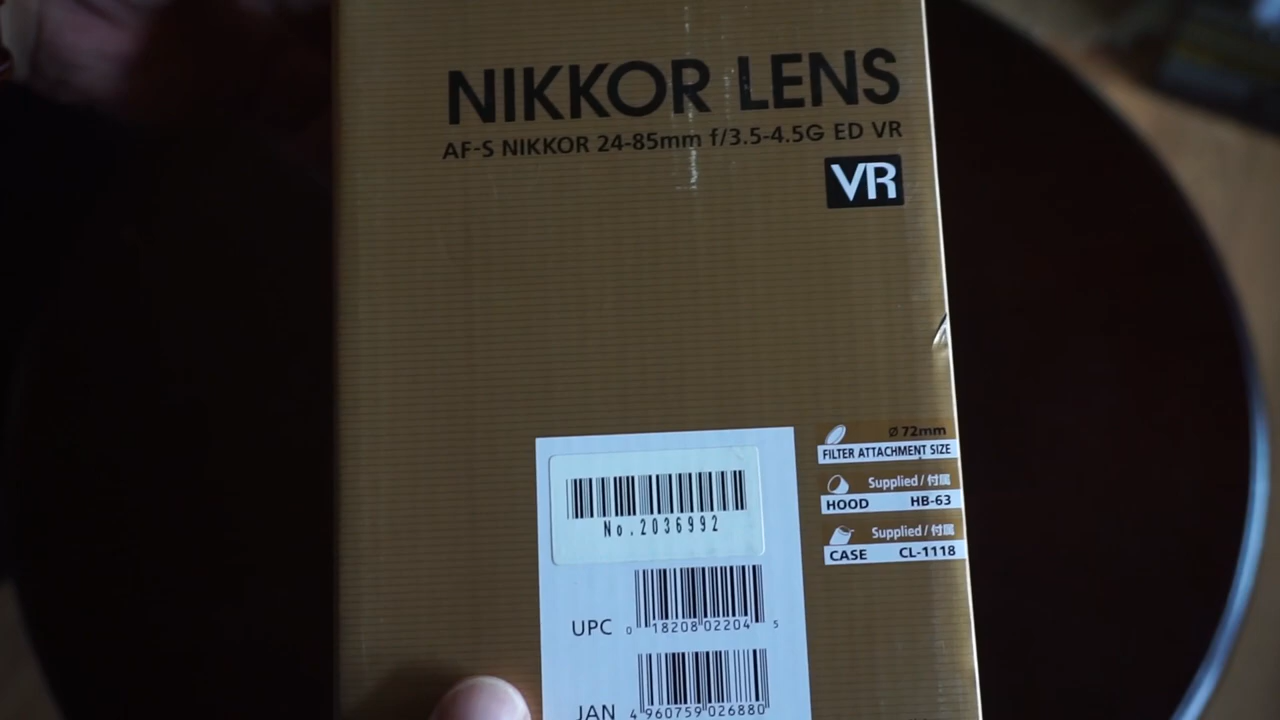 NIKKOR LENS
AF-S NIKKOR 24-85mm f/3.5-4.5G ED VR
VR
Ø 72mm
FILTER ATTACHMENT SIZE
Supplied / 付属
HOOD HB-63
Supplied / 付属
CASE CL-1118
No.2036992
UPC 0 18208 02204 5
JAN 4 960759 026880